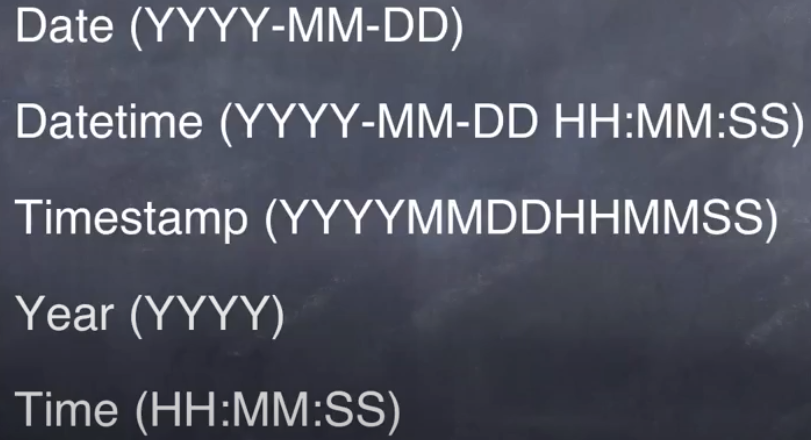 Date (YYYY-MM-DD)
Datetime (YYYY-MM-DD HH:MM:SS)
Timestamp (YYYYMMDDHHMMSS)
Year (YYYY)
Time (HH:MM:SS)